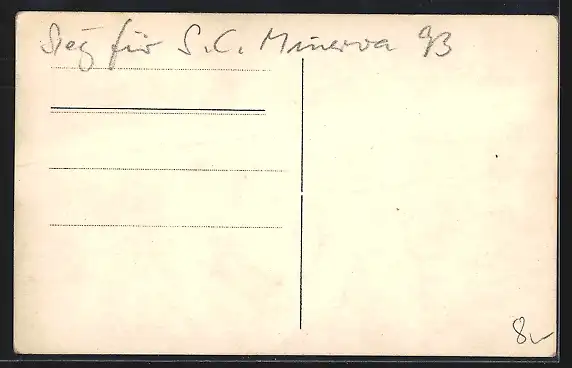 Sieg für S.C. Minerva 93
8,-